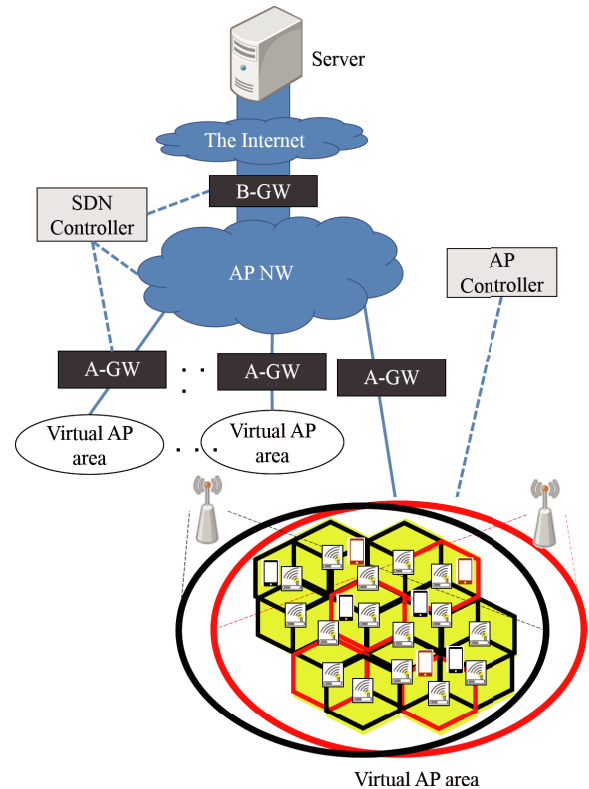 Server
The Internet
B-GW
SDN
Controller
AP NW
AP
Controller
A-GW
. . .
A-GW
A-GW
Virtual AP
area
. . .
Virtual AP
area
Virtual AP area